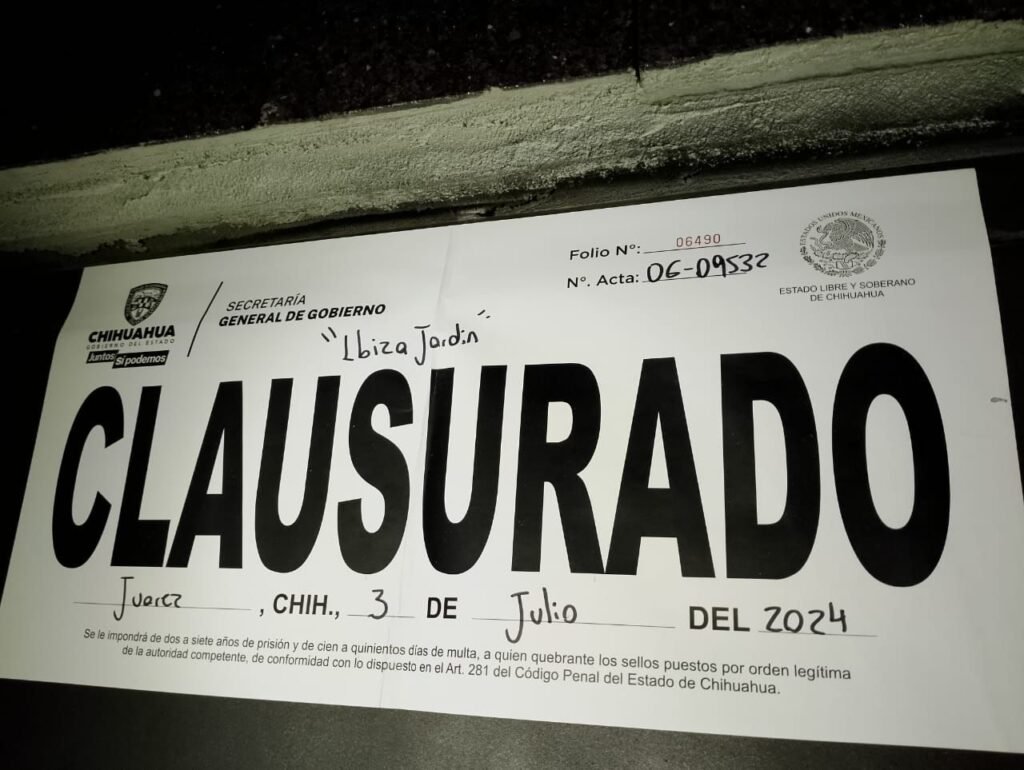 Folio Nº: 06490
Nº. Acta: 06-09532
ESTADOS UNIDOS MEXICANOS
ESTADO LIBRE Y SOBERANO
DE CHIHUAHUA
CHIHUAHUA
GOBIERNO DEL ESTADO
Juntos Sí podemos
SECRETARÍA
GENERAL DE GOBIERNO
"Ibiza Jardin"
CLAUSURADO
Juarez, CHIH., 3 DE Julio DEL 2024
Se le impondrá de dos a siete años de prisión y de cien a quinientos días de multa, a quien quebrante los sellos puestos por orden legítima
de la autoridad competente, de conformidad con lo dispuesto en el Art. 281 del Código Penal del Estado de Chihuahua.